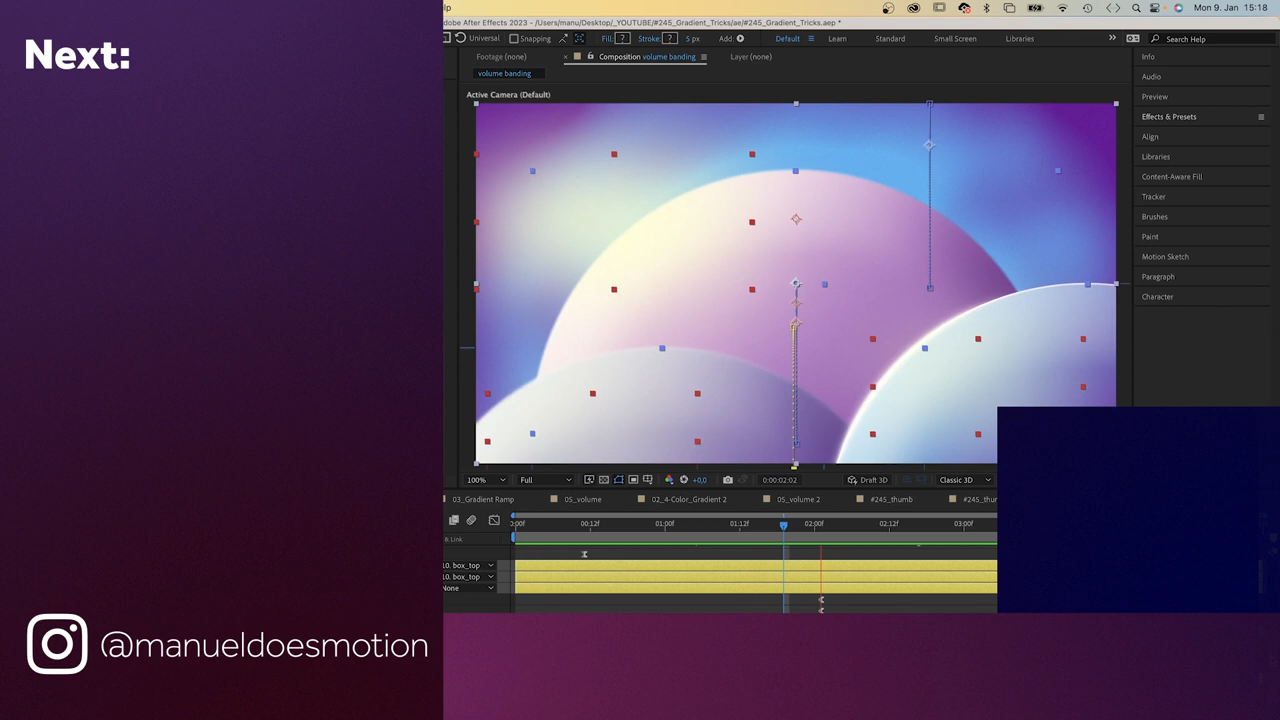 Next:
lp
Mon 9. Jan. 15:18
dobe After Effects 2023 - /Users/manu/Desktop/_YOUTUBE/#245_Gradient_Tricks/ae/#245_Gradient_Tricks.aep *
Universal Snapping Fill: ? Stroke: ? 5 px Add: Default Learn Standard Small Screen Libraries Search Help
Footage (none) Composition volume banding Layer (none)
volume banding
Active Camera (Default)
Info
Audio
Preview
Effects & Presets
Align
Libraries
Content-Aware Fill
Tracker
Brushes
Paint
Motion Sketch
Paragraph
Character
100% Full +0,0 0:00:02:02 Draft 3D Classic 3D
03_Gradient Ramp 05_volume 02_4-Color_Gradient 2 05_volume 2 #245_thumb #245_thur
0:00f 00:12f 01:00f 01:12f 02:00f 02:12f 03:00f
& Link
10. box_top
10. box_top
None
@manueldoesmotion